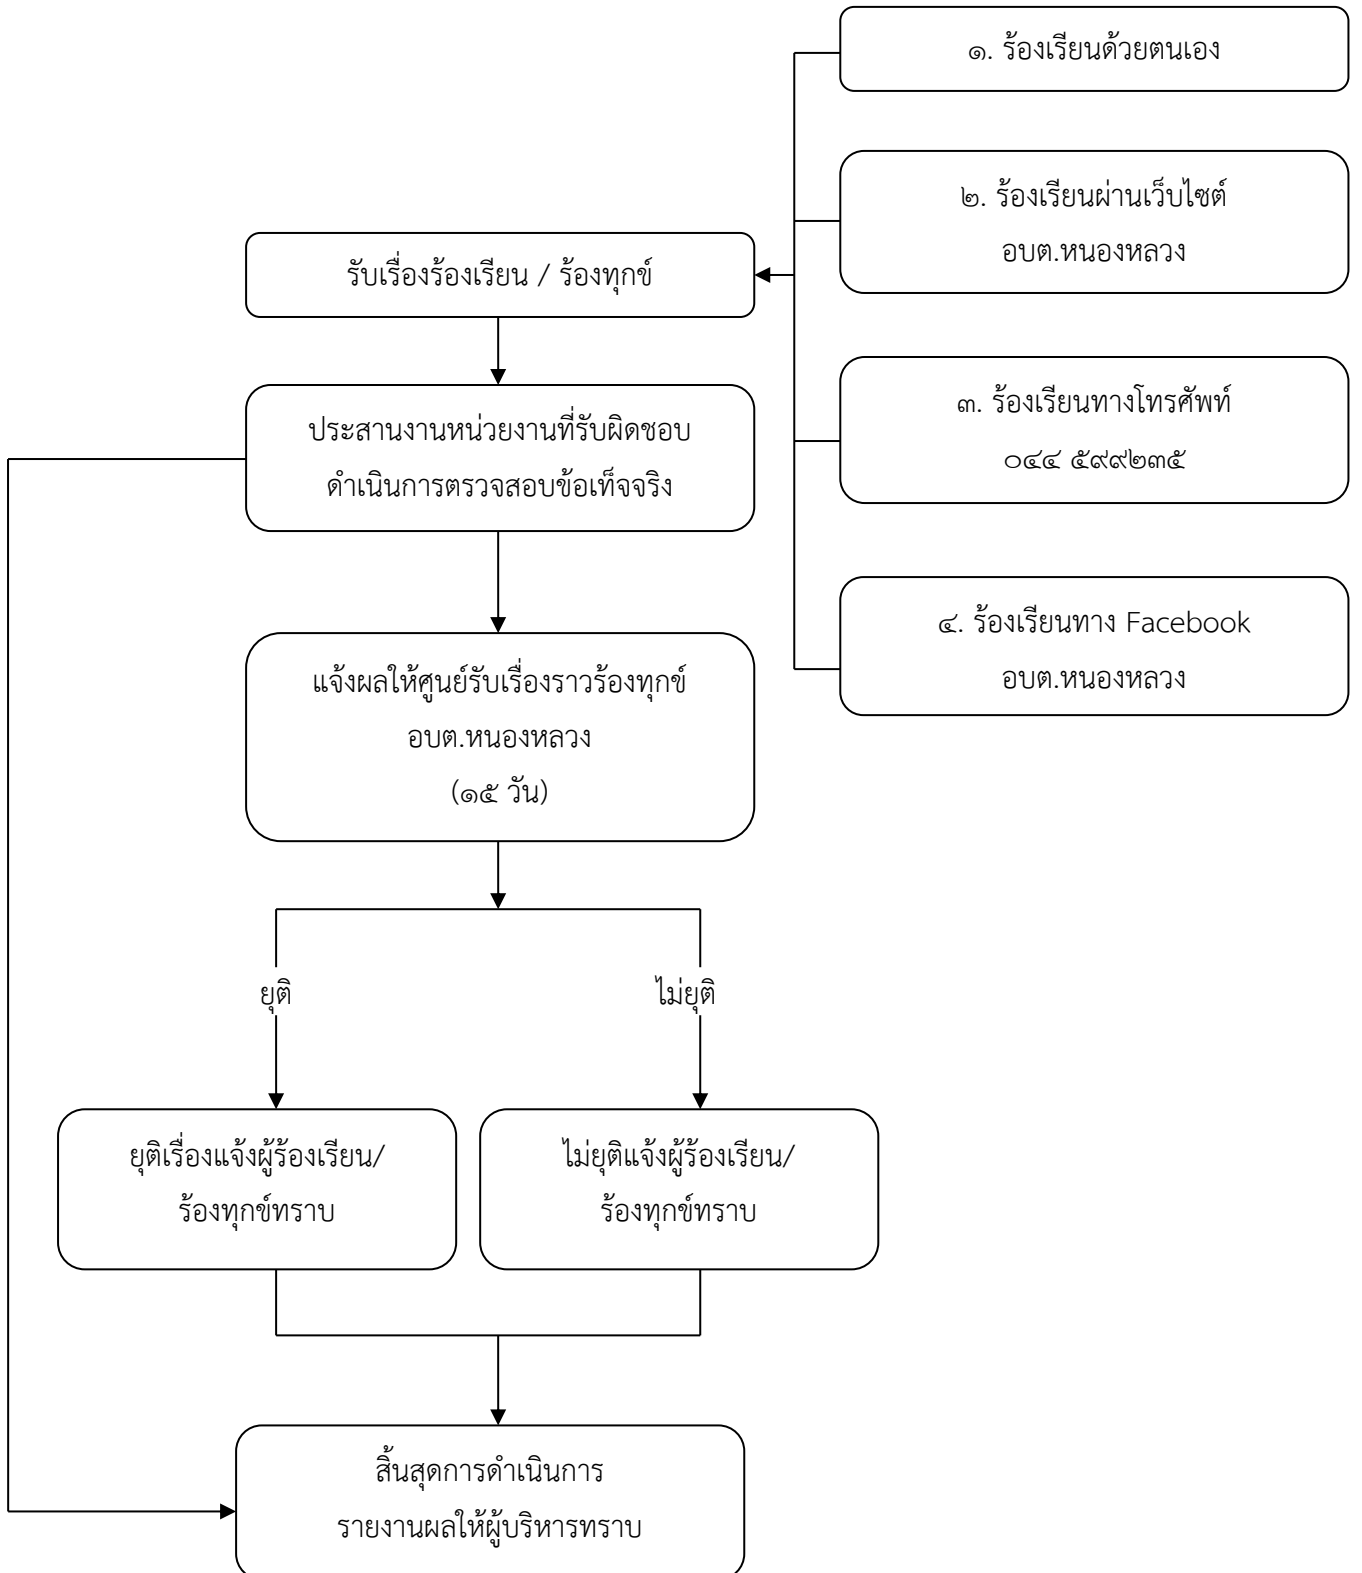 ๑. ร้องเรียนด้วยตนเอง
๒. ร้องเรียนผ่านเว็บไซต์
อบต.หนองหลวง
๓. ร้องเรียนทางโทรศัพท์
๐๔๔ ๕๙๙๒๓๕
๔. ร้องเรียนทาง Facebook
อบต.หนองหลวง
รับเรื่องร้องเรียน / ร้องทุกข์
ประสานงานหน่วยงานที่รับผิดชอบ
ดำเนินการตรวจสอบข้อเท็จจริง
แจ้งผลให้ศูนย์รับเรื่องราวร้องทุกข์
อบต.หนองหลวง
(๑๕ วัน)
ยุติ
ไม่ยุติ
ยุติเรื่องแจ้งผู้ร้องเรียน/
ร้องทุกข์ทราบ
ไม่ยุติแจ้งผู้ร้องเรียน/
ร้องทุกข์ทราบ
สิ้นสุดการดำเนินการ
รายงานผลให้ผู้บริหารทราบ